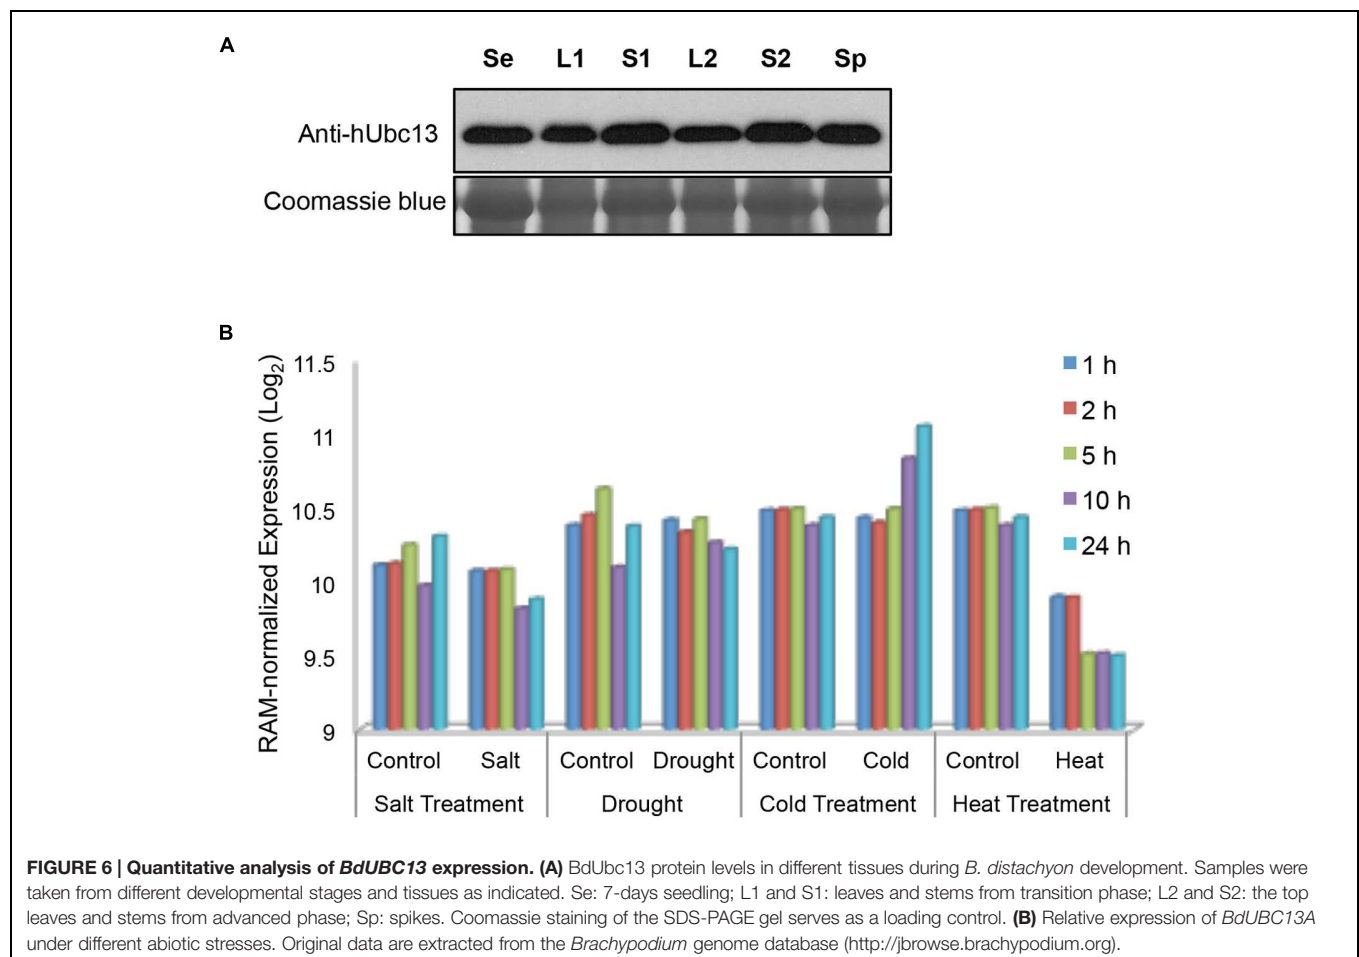 A
Se L1 S1 L2 S2 Sp
Anti-hUbc13
Coomassie blue
B
RAM-normalized Expression (Log2)
11.5
11
10.5
10
9.5
9
1 h
2 h
5 h
10 h
24 h
Control Salt Control Drought Control Cold Control Heat
Salt Treatment Drought Cold Treatment Heat Treatment
FIGURE 6 | Quantitative analysis of BdUBC13 expression. (A) BdUbc13 protein levels in different tissues during B. distachyon development. Samples were
taken from different developmental stages and tissues as indicated. Se: 7-days seedling; L1 and S1: leaves and stems from transition phase; L2 and S2: the top
leaves and stems from advanced phase; Sp: spikes. Coomassie staining of the SDS-PAGE gel serves as a loading control. (B) Relative expression of BdUBC13A
under different abiotic stresses. Original data are extracted from the Brachypodium genome database (http://jbrowse.brachypodium.org).